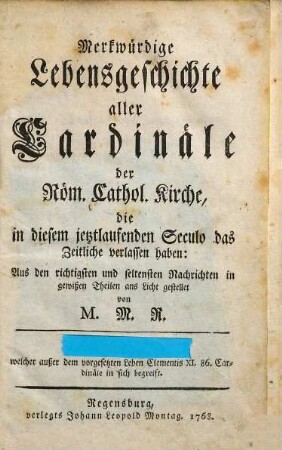 Merkwürdige
Lebensgeschichte
aller
Cardinäle
der
Röm. Cathol. Kirche,
die
in diesem jetztlaufenden Seculo das
Zeitliche verlassen haben:
Aus den richtigsten und seltensten Nachrichten in
gewißen Theilen ans Licht gestellet
von
M. M. R.
welcher außer dem vorgesetzten Leben Clementis XI. 86. Car-
dinäle in sich begreift.
Regensburg,
verlegts Johann Leopold Montag. 1768.